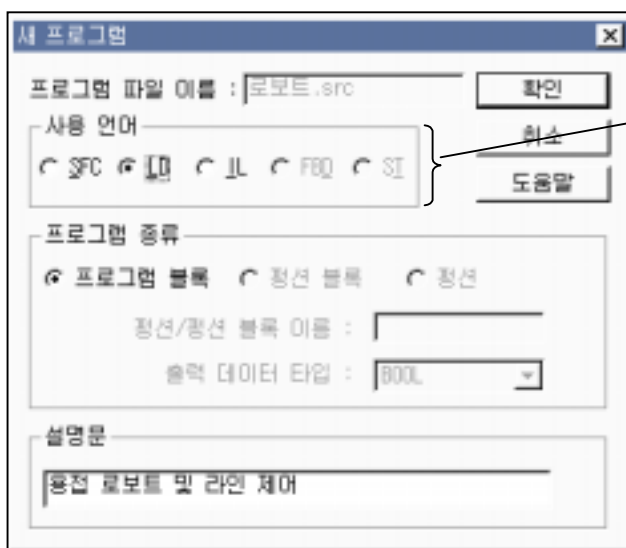 새 프로그램
프로그램 파일 이름 : 로보트.src
확인
사용 언어
취소
SFC LD IL FBD ST
도움말
프로그램 종류
프로그램 블록 펑션 블록 펑션
펑션/펑션 블록 이름 :
출력 데이터 타입 : BOOL
설명문
용접 로보트 및 라인 제어